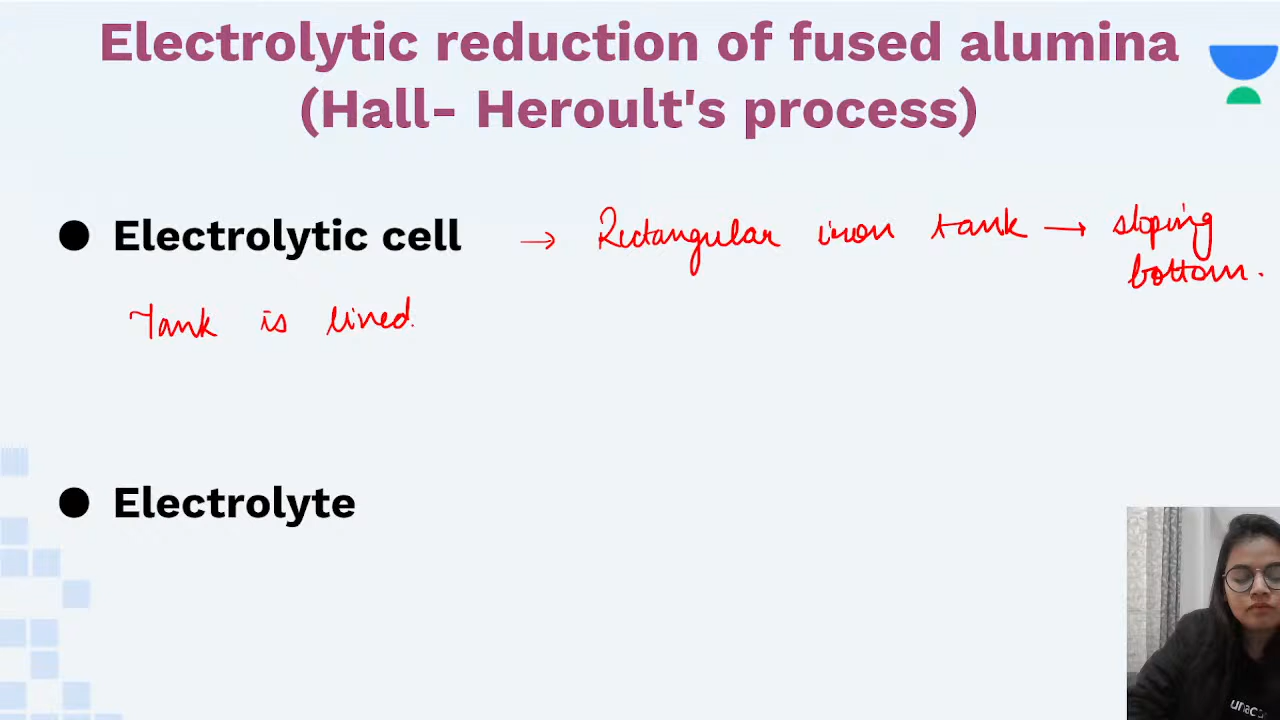 Electrolytic reduction of fused alumina
(Hall- Heroult's process)
● Electrolytic cell → Rectangular iron tank → sloping
bottom.
Tank is lined
● Electrolyte